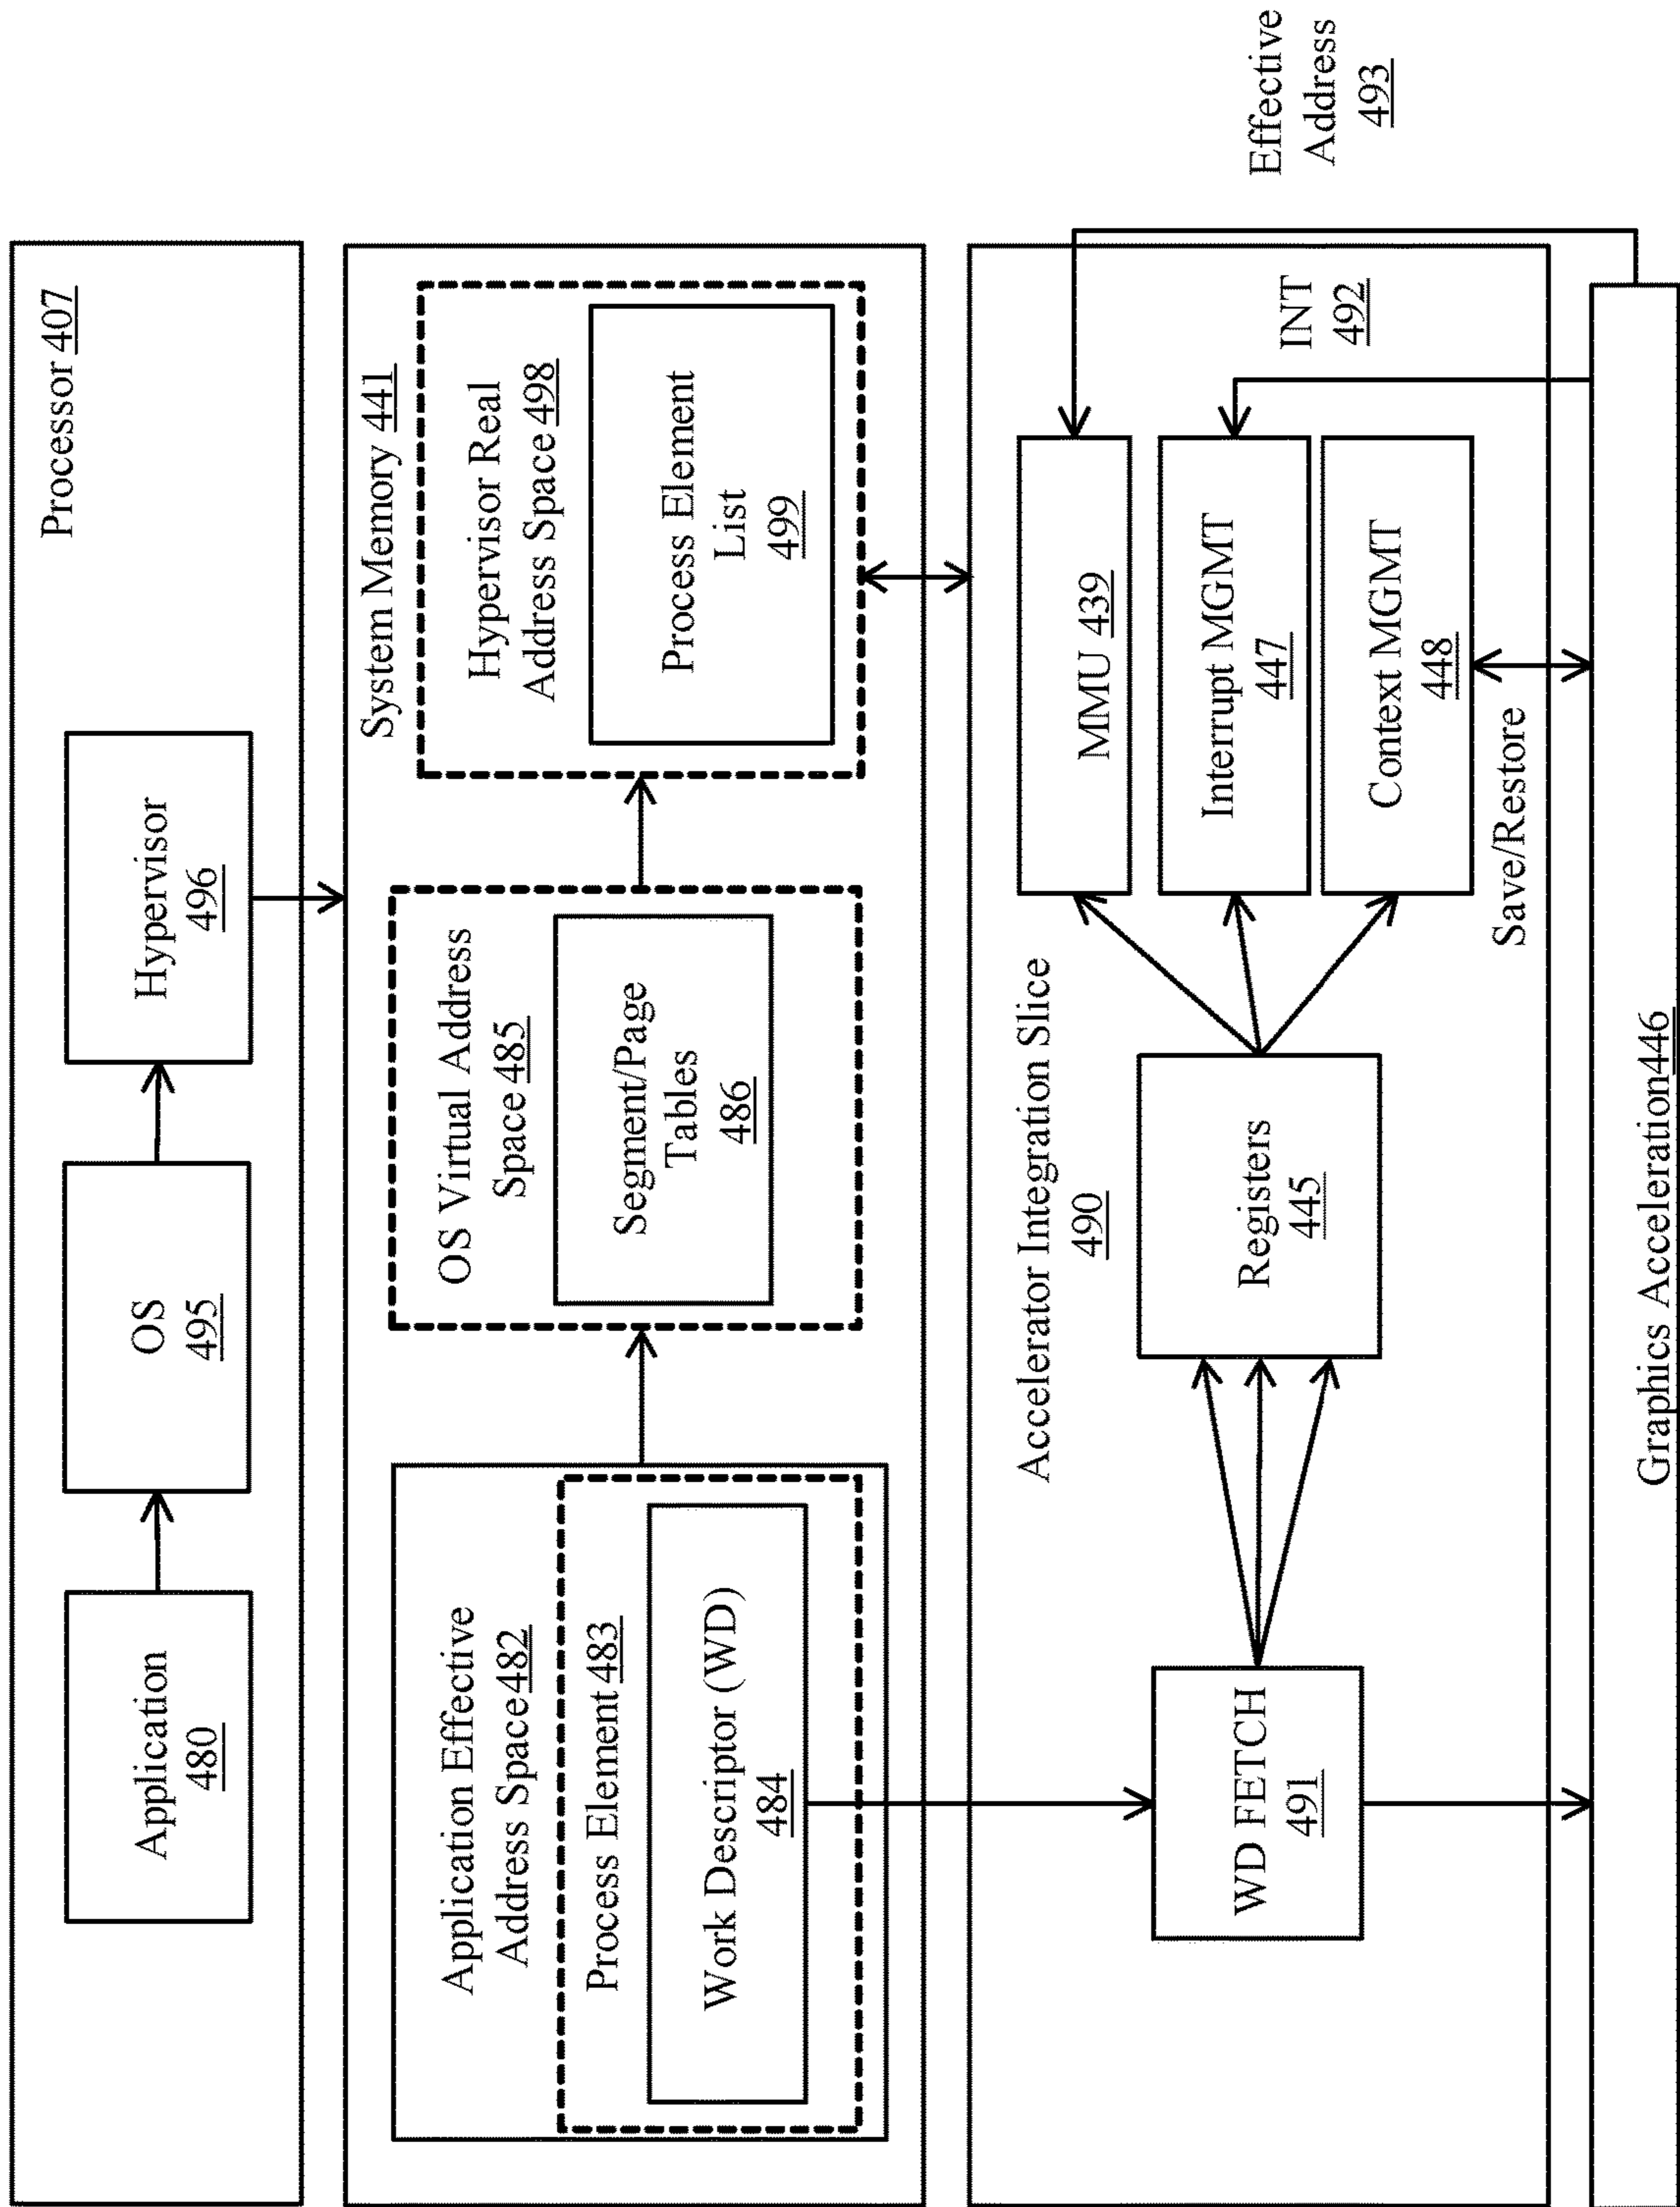 Processor 407
Application
480
OS
495
Hypervisor
496
System Memory 441
Application Effective
Address Space482
Process Element 483
Work Descriptor (WD)
484
OS Virtual Address
Space 485
Segment/Page
Tables
486
Hypervisor Real
Address Space 498
Process Element
List
499
Accelerator Integration Slice
490
WD FETCH
491
Registers
445
MMU 439
Interrupt MGMT
447
Context MGMT
448
INT
492
Save/Restore
Effective
Address
493
Graphics Acceleration446